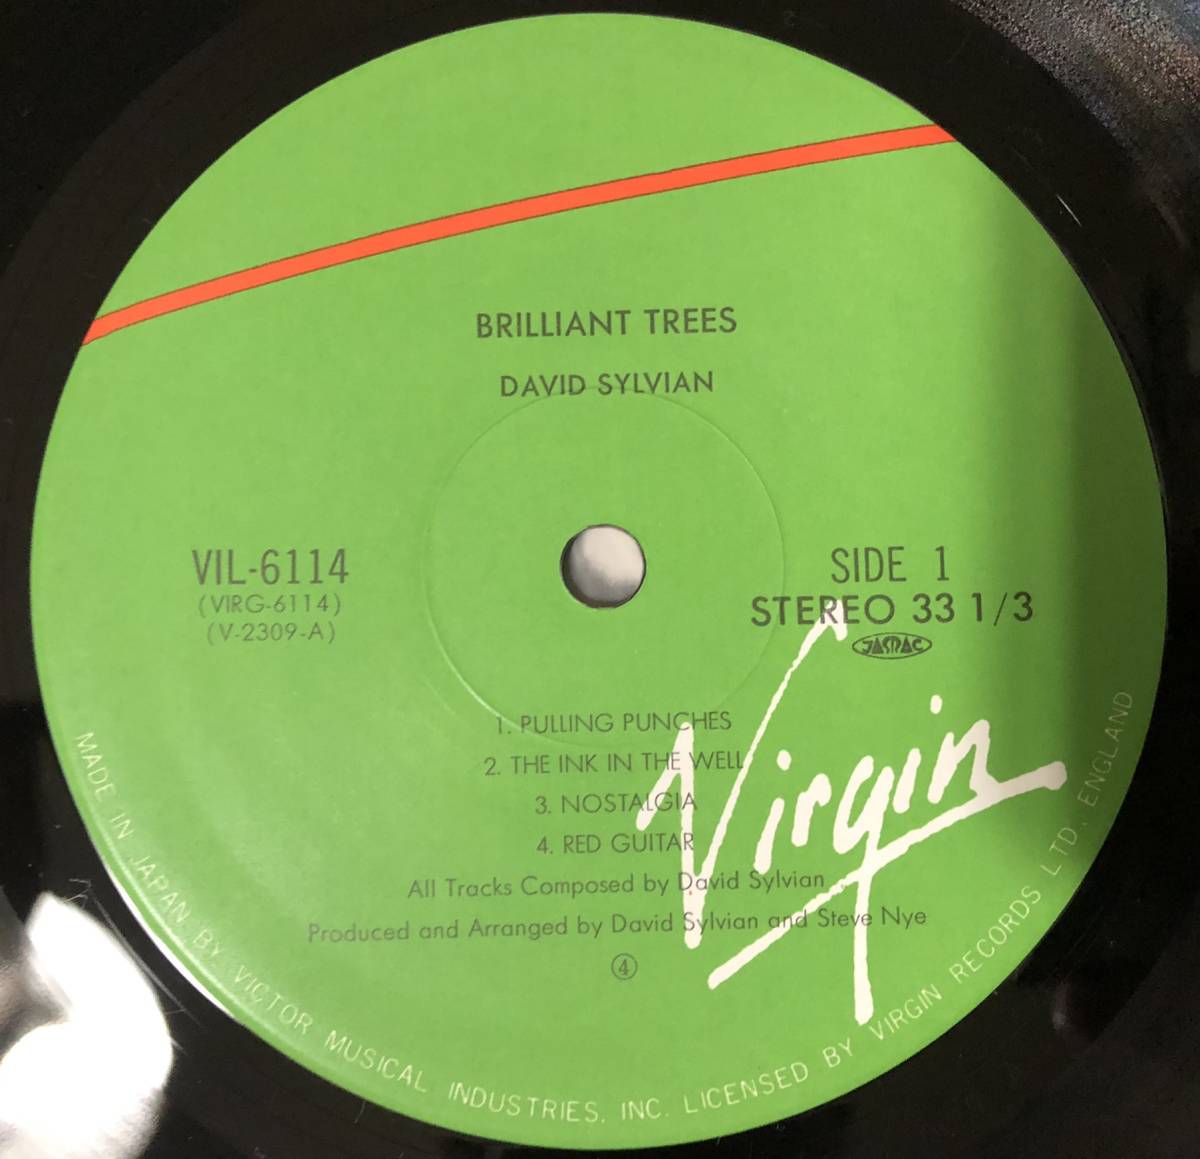 BRILLIANT TREES
DAVID SYLVIAN
VIL-6114
(VIRG-6114)
(V-2309-A)
SIDE 1
STEREO 33 1/3
JASRAC
1. PULLING PUNCHES
2. THE INK IN THE WELL
3. NOSTALGIA
4. RED GUITAR
All Tracks Composed by David Sylvian
Produced and Arranged by David Sylvian and Steve Nye
④
Virgin
MADE IN JAPAN BY VICTOR MUSICAL INDUSTRIES, INC. LICENSED BY VIRGIN RECORDS LTD. ENGLAND